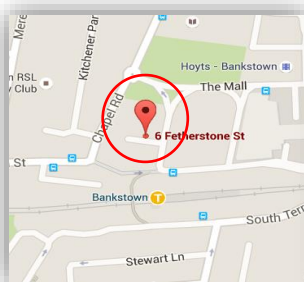 Kitchener Par
Hoyts - Bankstown
n RSL
y Club
The Mall
Chapel Rd
6 Fetherstone St
St
Bankstown
T
South Terr
Stewart Ln